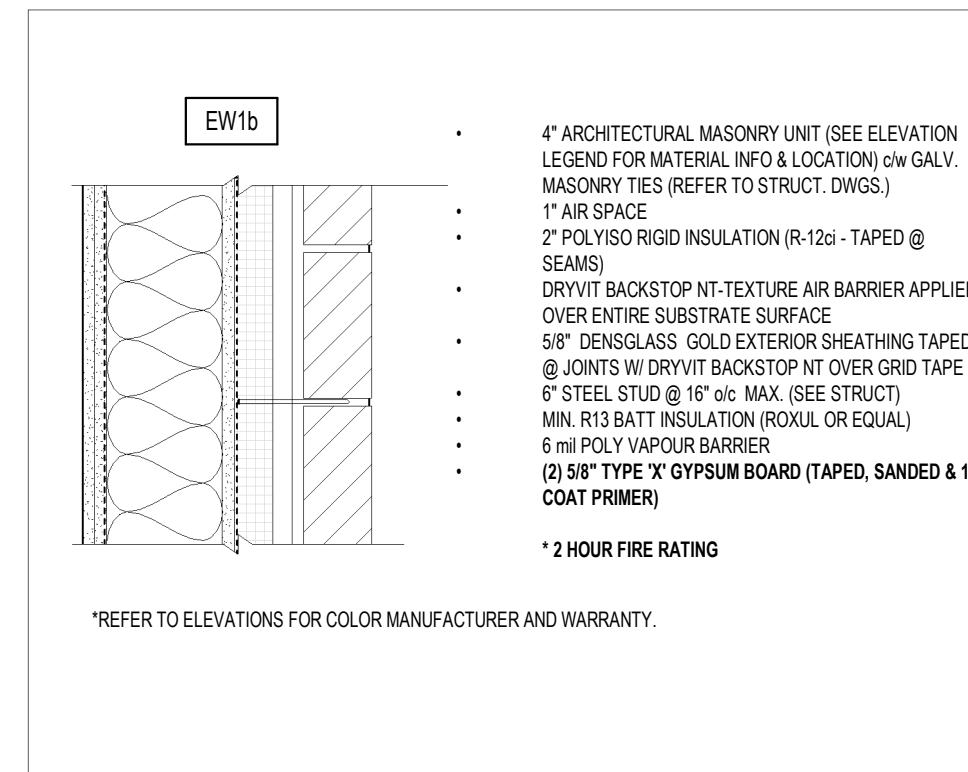 EW1b
• 4" ARCHITECTURAL MASONRY UNIT (SEE ELEVATION
LEGEND FOR MATERIAL INFO & LOCATION) c/w GALV.
MASONRY TIES (REFER TO STRUCT. DWGS.)
• 1" AIR SPACE
• 2" POLYISO RIGID INSULATION (R-12ci - TAPED @
SEAMS)
• DRYVIT BACKSTOP NT-TEXTURE AIR BARRIER APPLIE
OVER ENTIRE SUBSTRATE SURFACE
• 5/8" DENSGLASS GOLD EXTERIOR SHEATHING TAPED
@ JOINTS W/ DRYVIT BACKSTOP NT OVER GRID TAPE
• 6" STEEL STUD @ 16" o/c MAX. (SEE STRUCT)
• MIN. R13 BATT INSULATION (ROXUL OR EQUAL)
• 6 mil POLY VAPOUR BARRIER
• (2) 5/8" TYPE 'X' GYPSUM BOARD (TAPED, SANDED & 1
COAT PRIMER)
* 2 HOUR FIRE RATING
*REFER TO ELEVATIONS FOR COLOR MANUFACTURER AND WARRANTY.